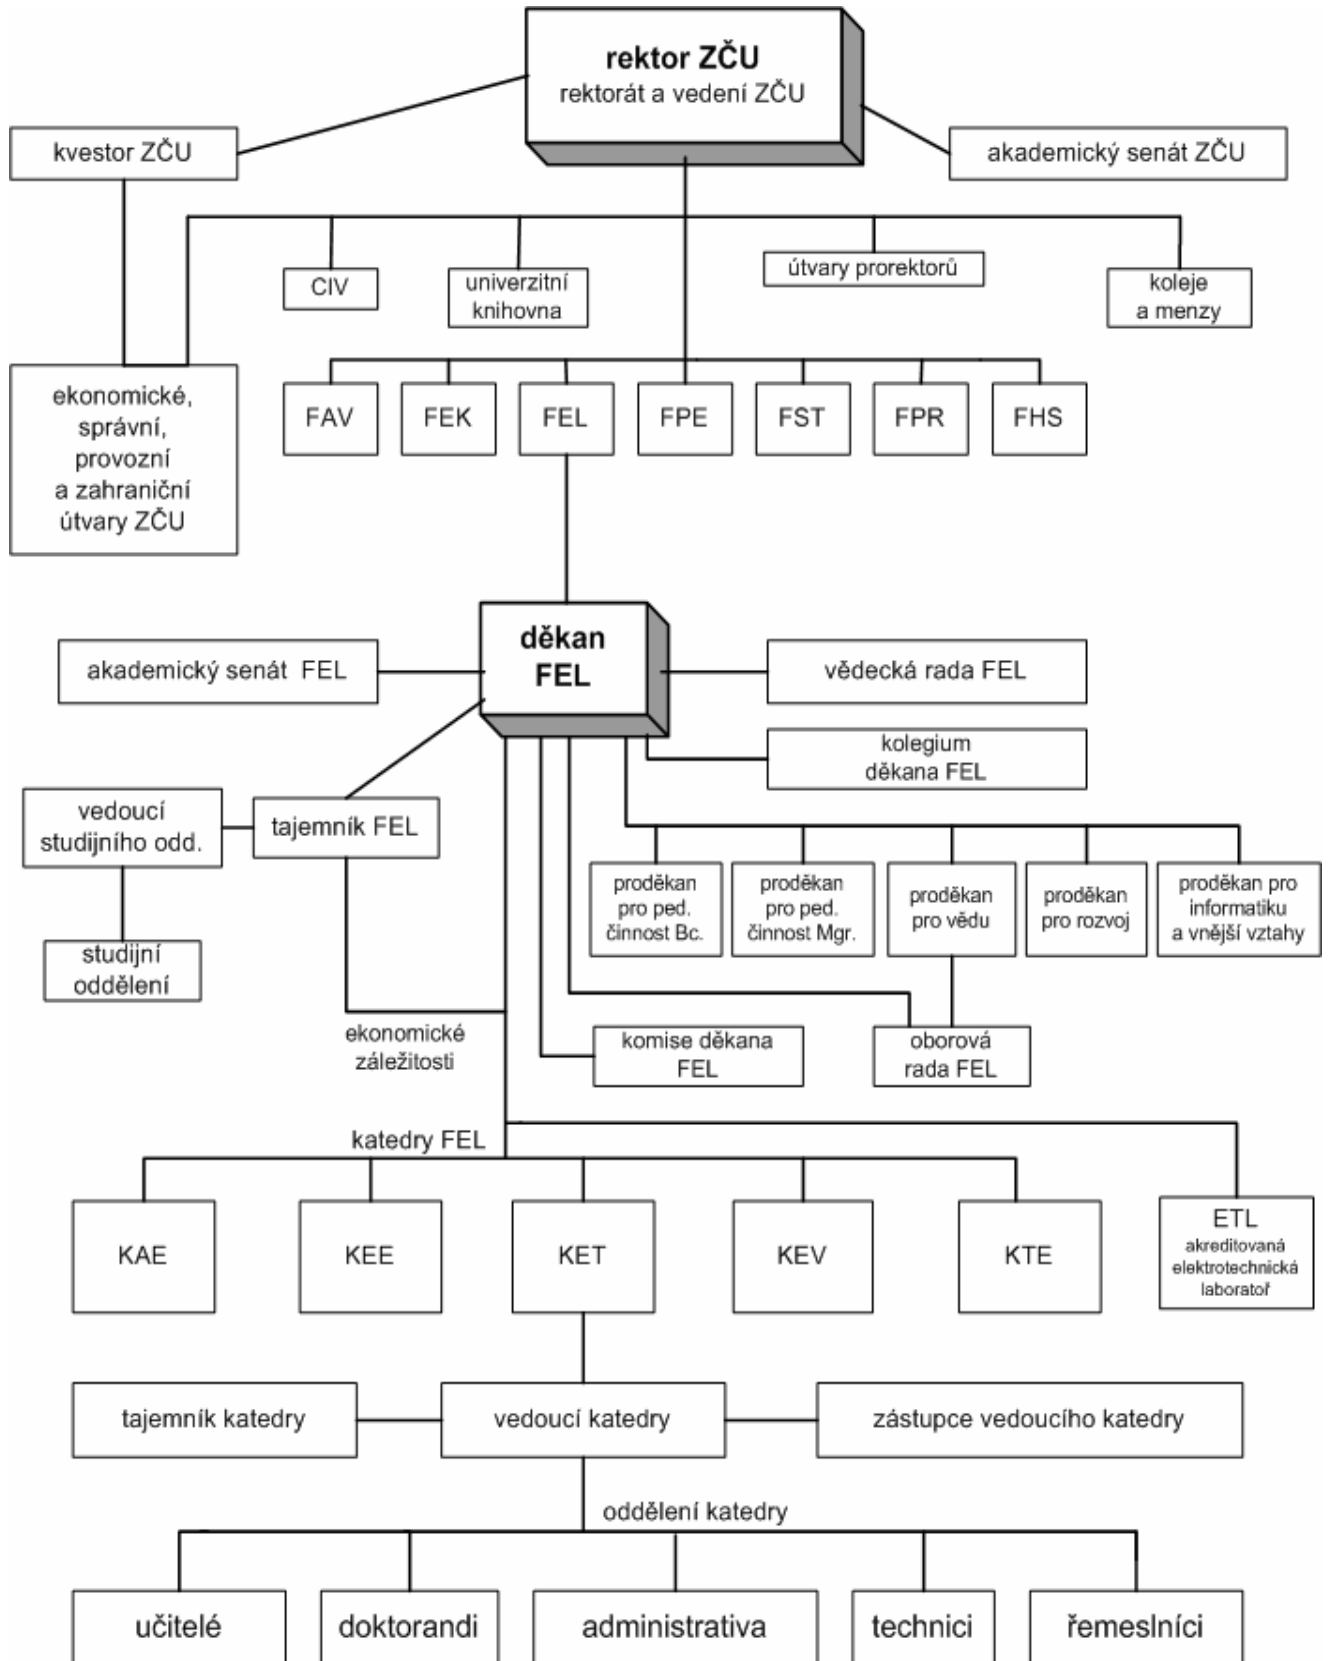 rektor ZČU
rektorát a vedení ZČU
kvestor ZČU
akademický senát ZČU
CIV
univerzitní
knihovna
útvary prorektorů
koleje
a menzy
ekonomické,
správní,
provozní
a zahraniční
útvary ZČU
FAV
FEK
FEL
FPE
FST
FPR
FHS
děkan
FEL
akademický senát FEL
vědecká rada FEL
kolegium
děkana FEL
vedoucí
studijního odd.
tajemník FEL
studijní
oddělení
proděkan
pro ped.
činnost Bc.
proděkan
pro ped.
činnost Mgr.
proděkan
pro vědu
proděkan
pro rozvoj
proděkan pro
informatiku
a vnější vztahy
ekonomické
záležitosti
komise děkana
FEL
oborová
rada FEL
katedry FEL
KAE
KEE
KET
KEV
KTE
ETL
akreditovaná
elektrotechnická
laboratoř
tajemník katedry
vedoucí katedry
zástupce vedoucího katedry
oddělení katedry
učitelé
doktorandi
administrativa
technici
řemeslníci